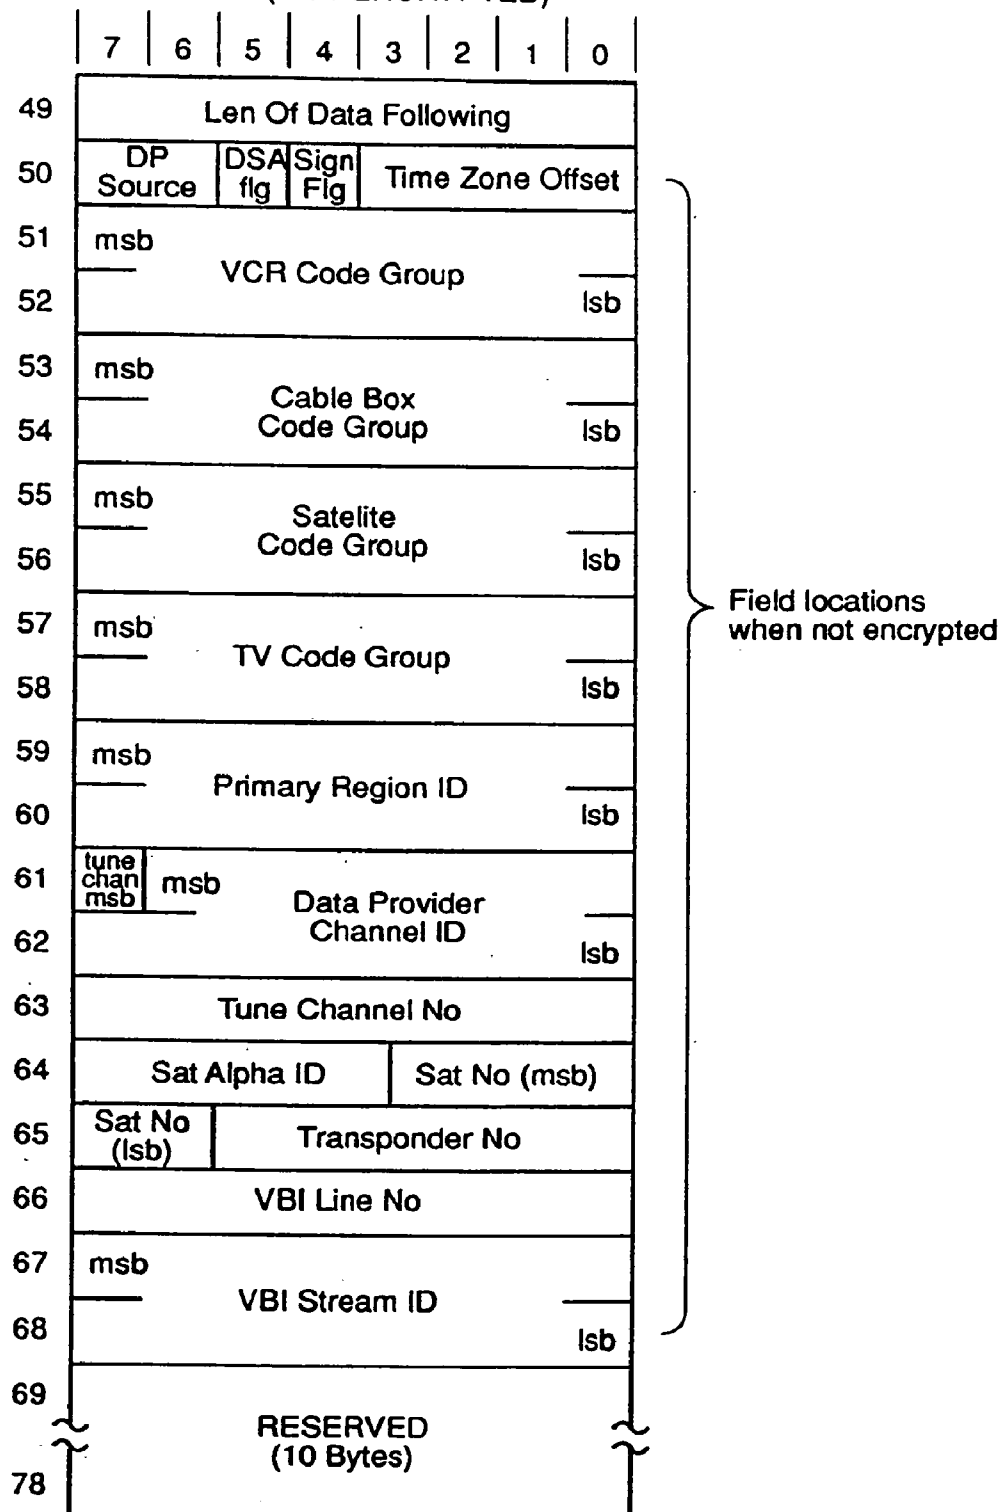 7 6 5 4 3 2 1 0
49 Len Of Data Following
50 DP Source DSA flg Sign Flg Time Zone Offset
51 msb
VCR Code Group
52 lsb
53 msb
Cable Box
Code Group
54 lsb
55 msb
Satelite
Code Group
56 lsb
57 msb
TV Code Group
58 lsb
Field locations
when not encrypted
59 msb
Primary Region ID
60 lsb
61 tune chan msb msb
Data Provider
Channel ID
62 lsb
63 Tune Channel No
64 Sat Alpha ID Sat No (msb)
65 Sat No (lsb) Transponder No
66 VBI Line No
67 msb
VBI Stream ID
68 lsb
69
RESERVED
(10 Bytes)
78